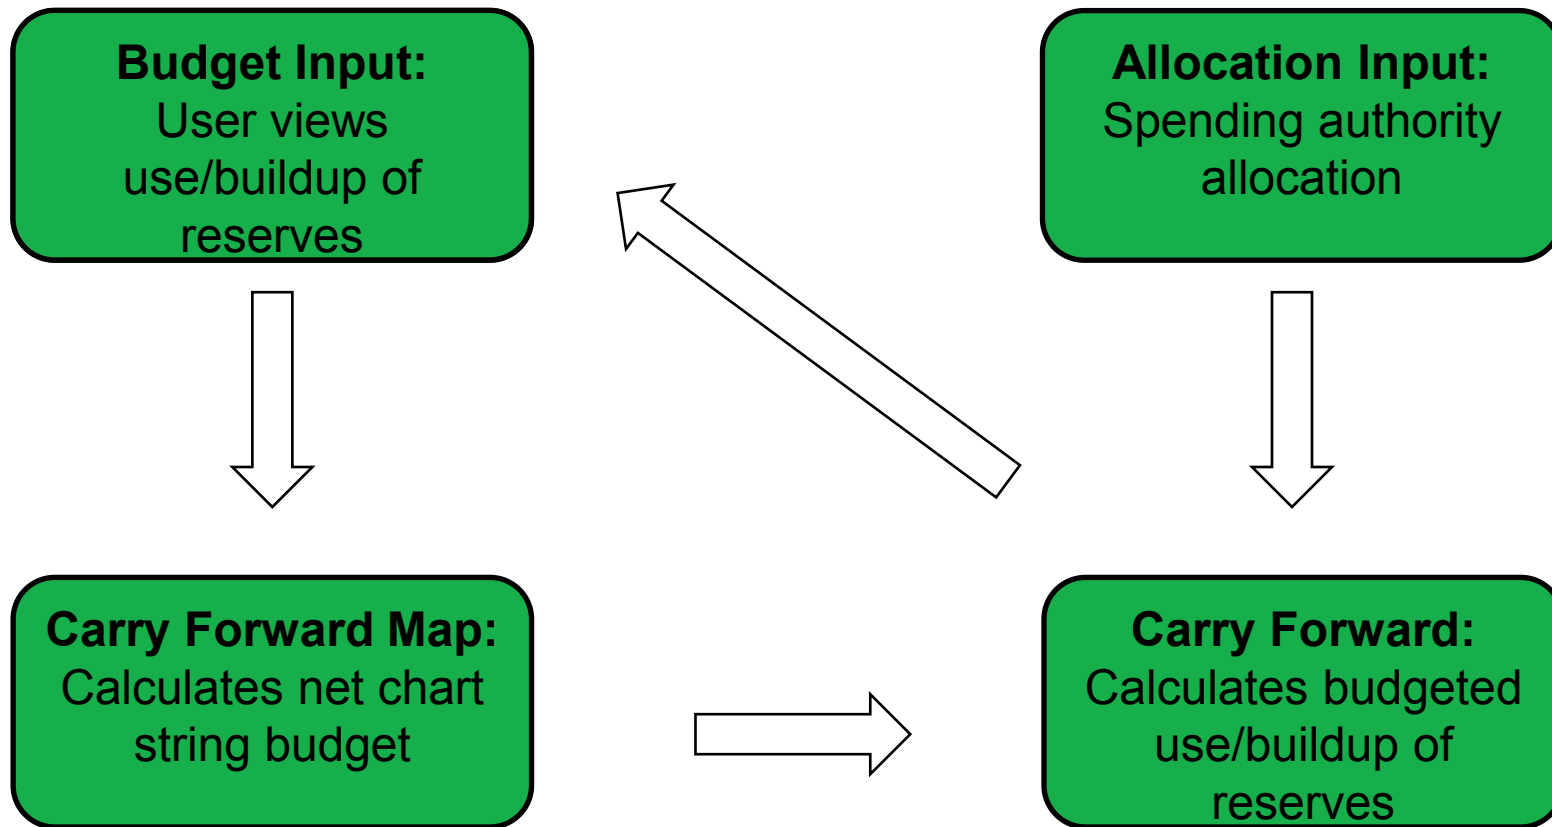 Budget Input:
User views
use/buildup of
reserves
Allocation Input:
Spending authority
allocation
Carry Forward Map:
Calculates net chart
string budget
Carry Forward:
Calculates budgeted
use/buildup of
reserves